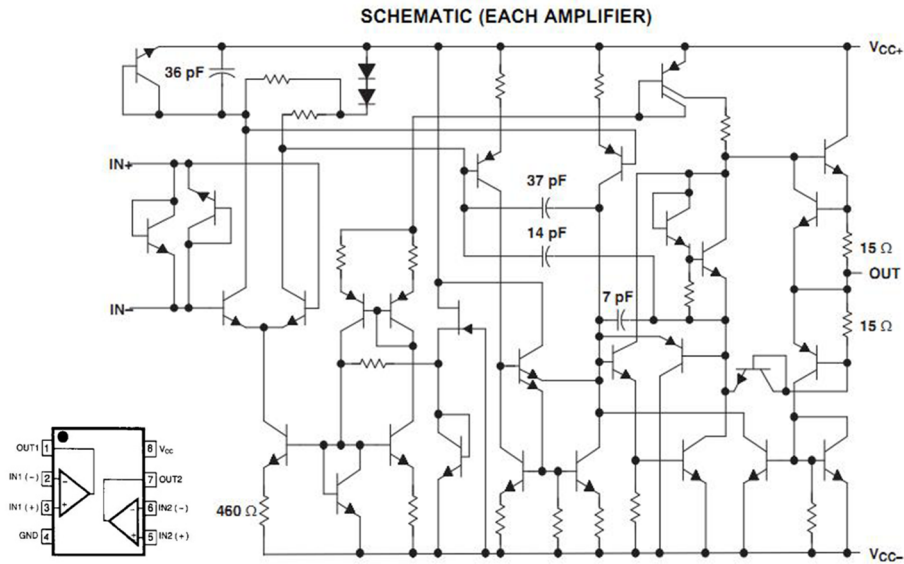 SCHEMATIC (EACH AMPLIFIER)
VCC+
36 pF
IN+
37 pF
14 pF
15 Ω
OUT
IN–
7 pF
15 Ω
OUT1 1
8 Vcc
IN1 (-) 2
7 OUT2
IN1 (+) 3
6 IN2 (-)
GND 4
5 IN2 (+)
- + - +
460 Ω
VCC–